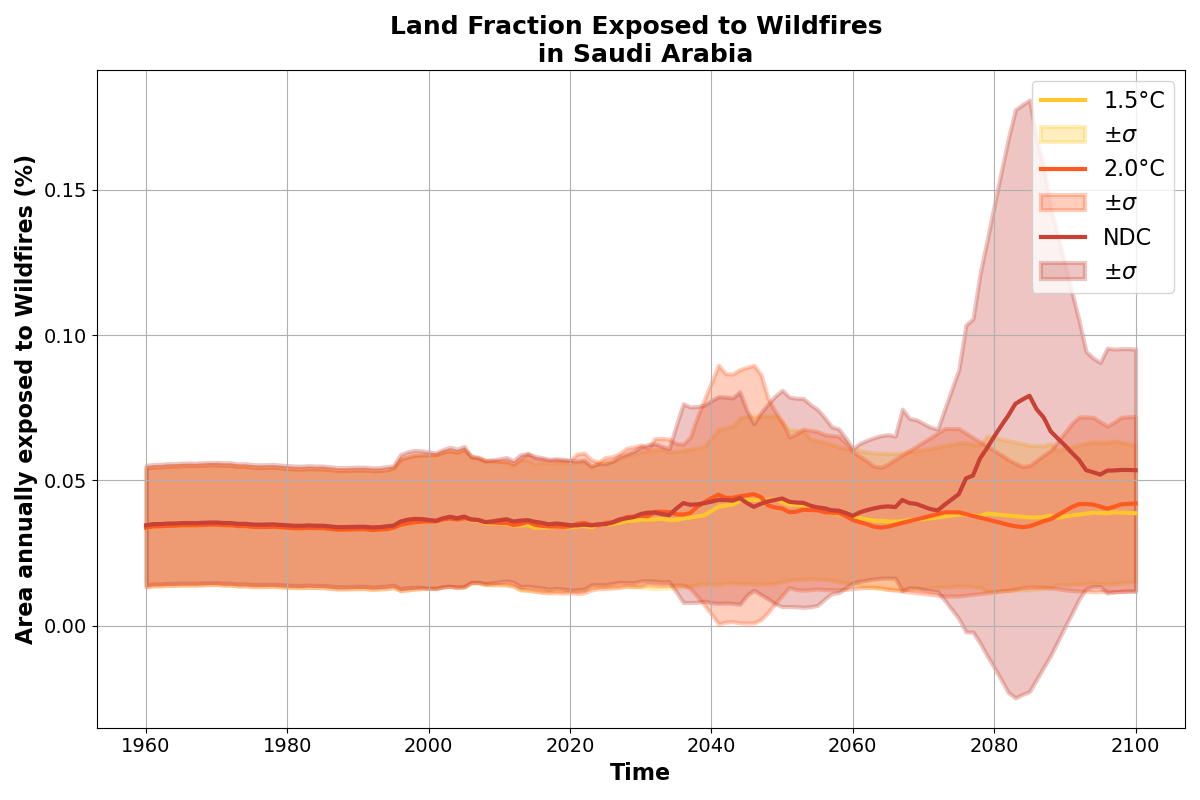 Land Fraction Exposed to Wildfires
in Saudi Arabia
1.5°C
±σ
2.0°C
±σ
NDC
±σ
Area annually exposed to Wildfires (%)
0.15
0.10
0.05
0.00
1960
1980
2000
2020
2040
2060
2080
2100
Time